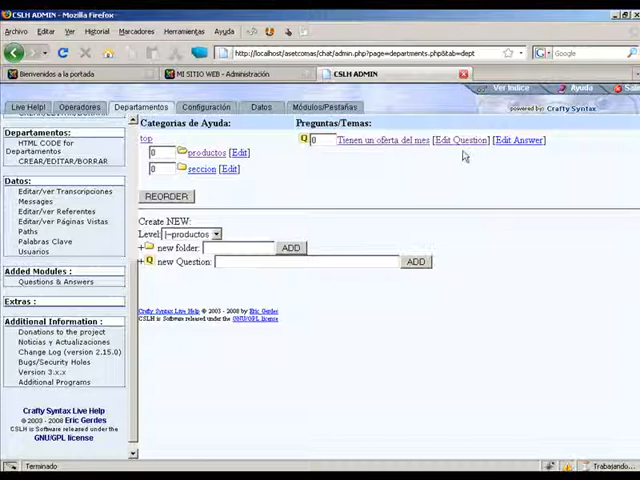 CSLH ADMIN - Mozilla Firefox
Archivo Editar Ver Historial Marcadores Herramientas Ayuda
http://localhost/asetcomas/chat/admin.php?page=departments.php&tab=dept
Google
Bienvenidos a la portada MI SITIO WEB - Administración CSLH ADMIN
Ver Indice Ayuda Sali
Live Help! Operadores Departamentos Configuración Datos Módulos/Pestañas
powered by: Crafty Syntax
Departamentos:
HTML CODE for
Departamentos
CREAR/EDITAR/BORRAR
Datos:
Editar/ver Transcripciones
Messages
Editar/ver Referentes
Editar/ver Páginas Vistas
Paths
Palabras Clave
Usuarios
Added Modules :
Questions & Answers
Extras :
Additional Information :
Donations to the project
Noticias y Actualizaciones
Change Log (version 2.15.0)
Bugs/Security Holes
Version 3.x.x
Additional Programs
Crafty Syntax Live Help
© 2003 - 2008 by Eric Gerdes
CSLH is Software released under the
GNU/GPL license
Categorias de Ayuda:
top
0 productos [Edit]
0 seccion [Edit]
REORDER
Preguntas/Temas:
Q 0 Tienen un oferta del mes [Edit Question] [Edit Answer]
Create NEW:
Level: |--productos
+ new folder: ADD
+ Q new Question: ADD
Crafty Syntax Live Help © 2003 - 2008 by Eric Gerdes
CSLH is Software released under the GNU/GPL license
Terminado
Trabajando...